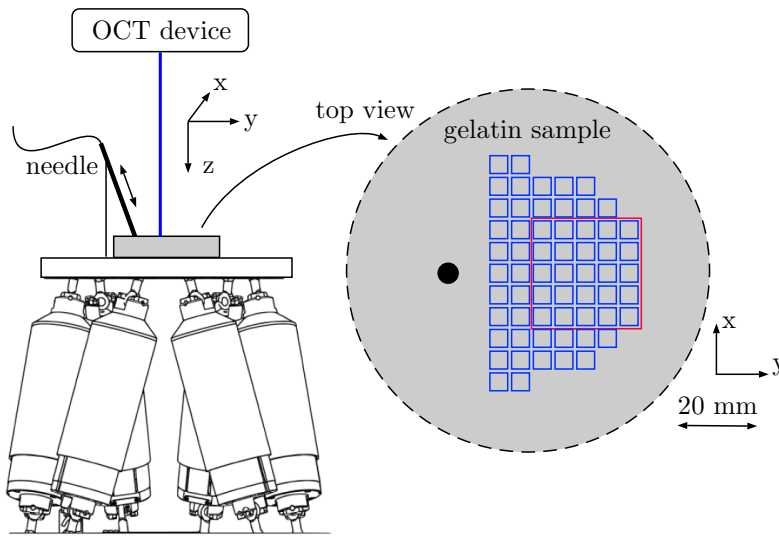 OCT device
x
y
z
needle
top view
gelatin sample
x
y
20 mm